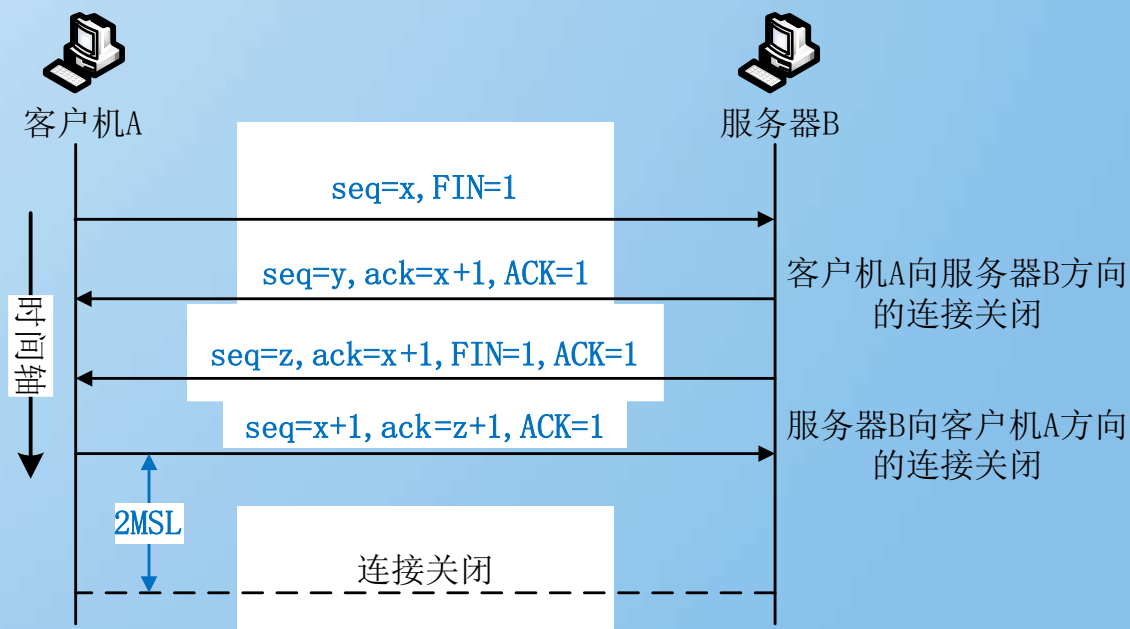 客户机A
服务器B
seq=x,FIN=1
seq=y,ack=x+1,ACK=1
客户机A向服务器B方向
的连接关闭
时间轴
seq=z,ack=x+1,FIN=1,ACK=1
seq=x+1,ack=z+1,ACK=1
服务器B向客户机A方向
的连接关闭
2MSL
连接关闭